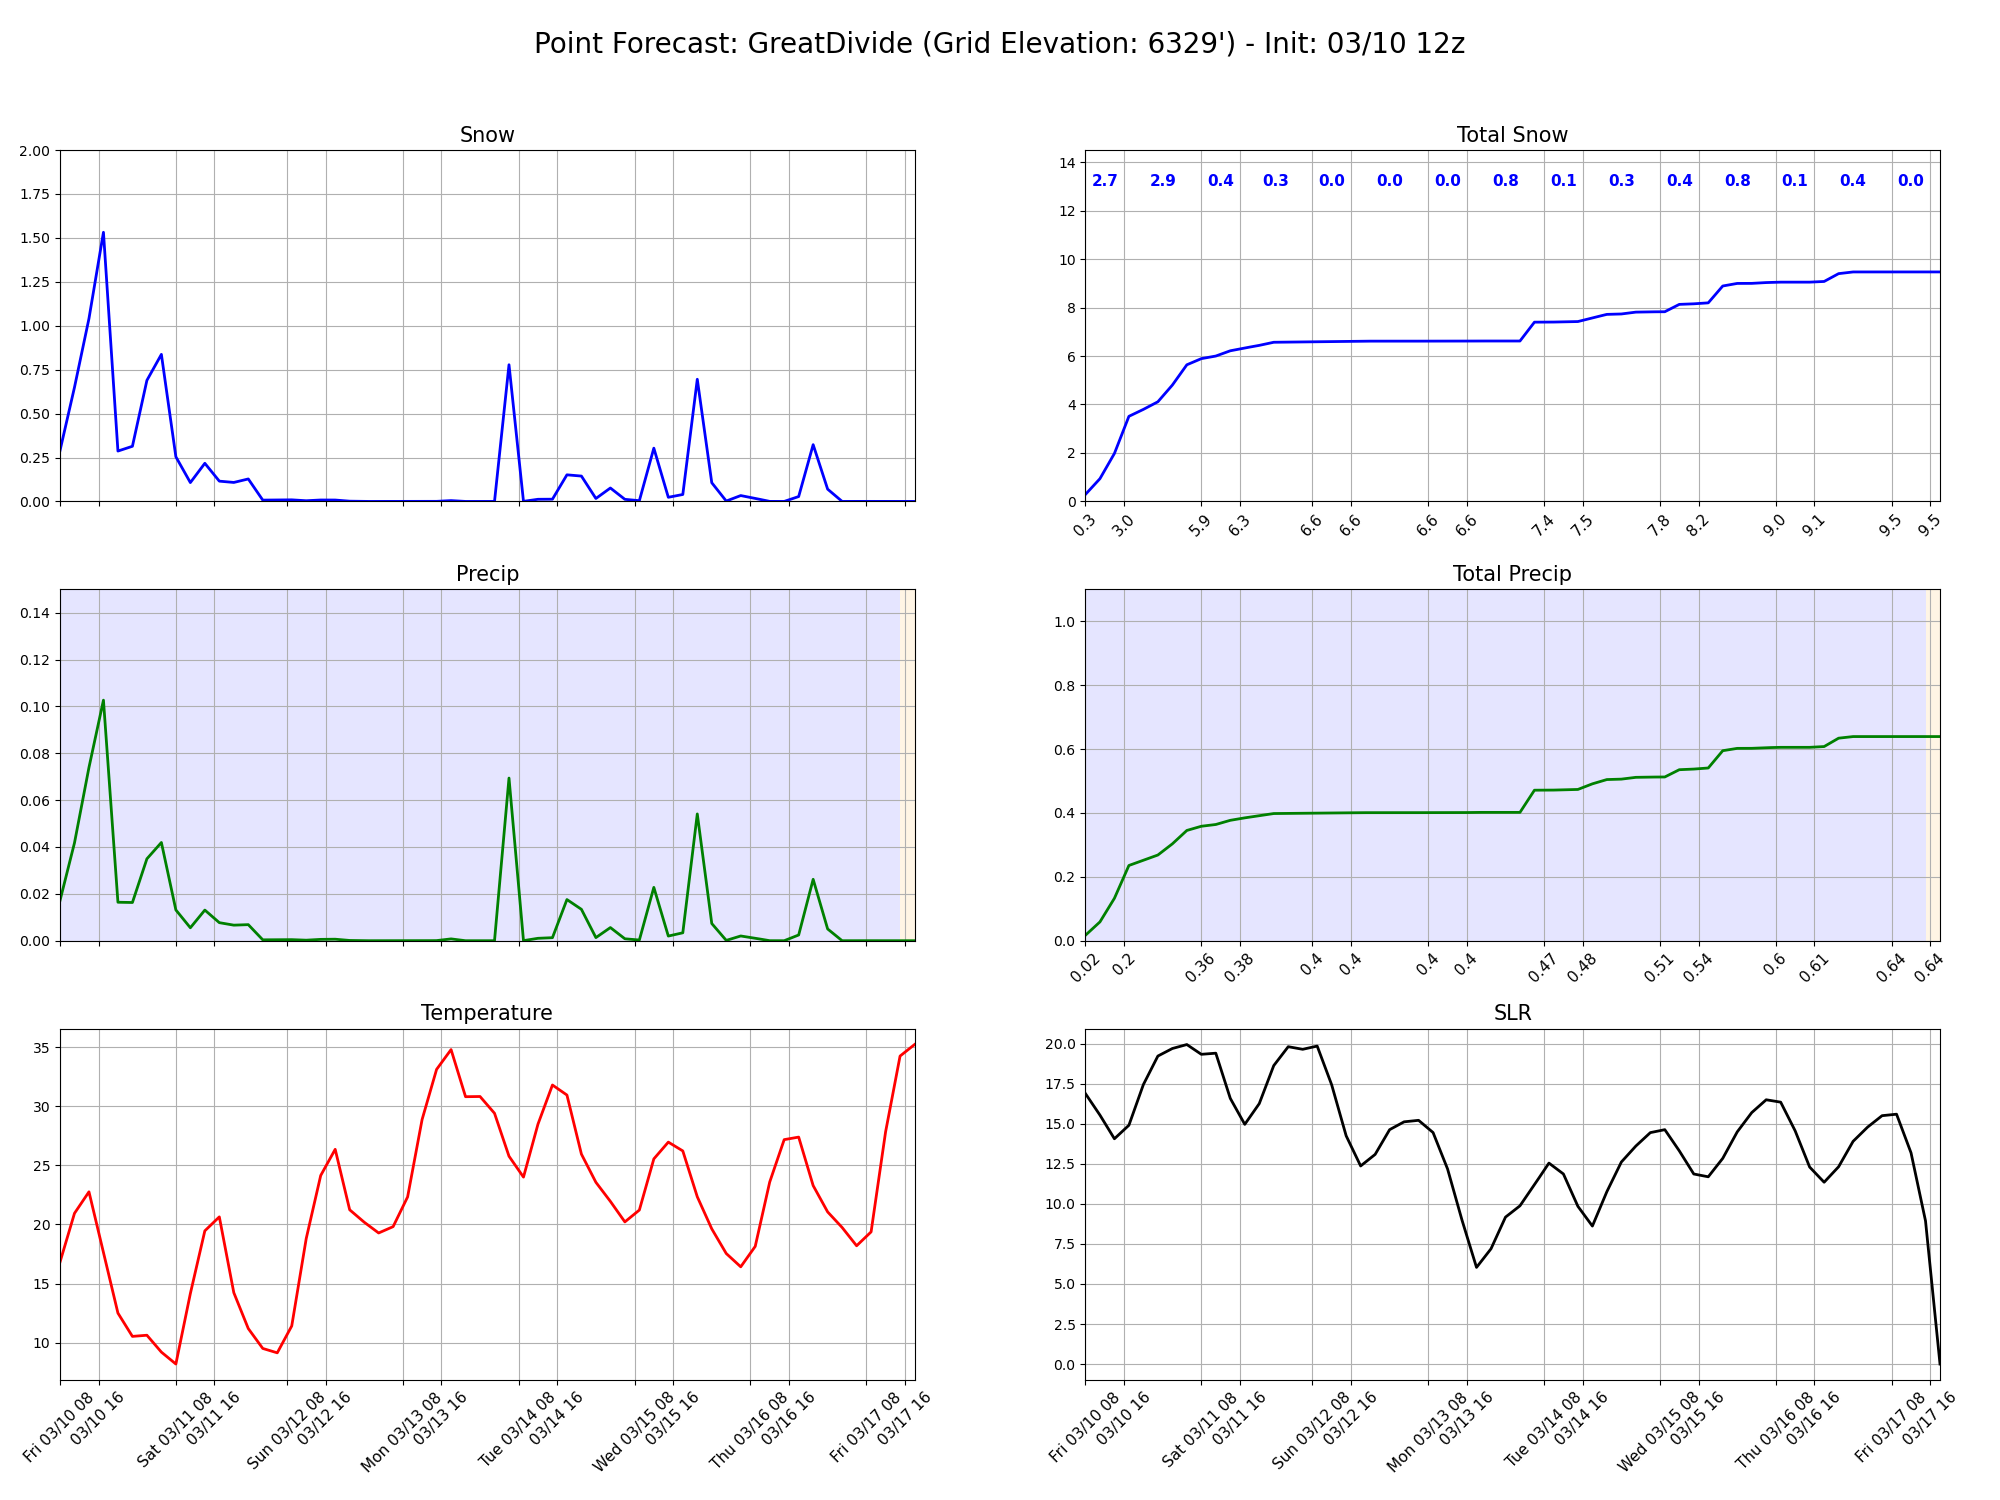 Point Forecast: GreatDivide (Grid Elevation: 6329') - Init: 03/10 12z
Snow
2.00
1.75
1.50
1.25
1.00
0.75
0.50
0.25
0.00
Total Snow
14
12
10
8
6
4
2
0
2.7 2.9 0.4 0.3 0.0 0.0 0.0 0.8 0.1 0.3 0.4 0.8 0.1 0.4 0.0
0.3 3.0 5.9 6.3 6.6 6.6 6.6 6.6 7.4 7.5 7.8 8.2 9.0 9.1 9.5 9.5
Precip
0.14
0.12
0.10
0.08
0.06
0.04
0.02
0.00
Total Precip
1.0
0.8
0.6
0.4
0.2
0.0
0.02 0.2 0.36 0.38 0.4 0.4 0.4 0.4 0.47 0.48 0.51 0.54 0.6 0.61 0.64 0.64
Temperature
35
30
25
20
15
10
Fri 03/10 08
03/10 16
Sat 03/11 08
03/11 16
Sun 03/12 08
03/12 16
Mon 03/13 08
03/13 16
Tue 03/14 08
03/14 16
Wed 03/15 08
03/15 16
Thu 03/16 08
03/16 16
Fri 03/17 08
03/17 16
SLR
20.0
17.5
15.0
12.5
10.0
7.5
5.0
2.5
0.0
Fri 03/10 08
03/10 16
Sat 03/11 08
03/11 16
Sun 03/12 08
03/12 16
Mon 03/13 08
03/13 16
Tue 03/14 08
03/14 16
Wed 03/15 08
03/15 16
Thu 03/16 08
03/16 16
Fri 03/17 08
03/17 16